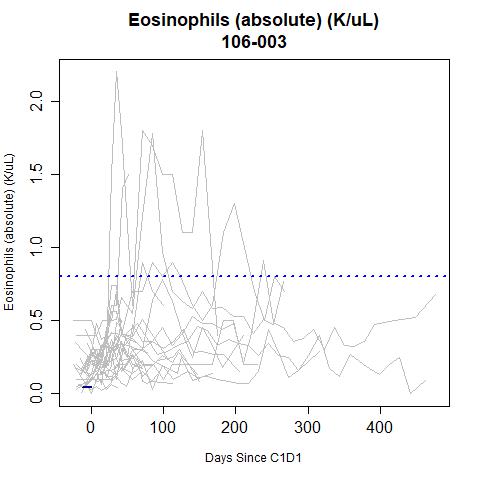 Eosinophils (absolute) (K/uL)
106-003
Eosinophils (absolute) (K/uL)
2.0
1.5
1.0
0.5
0.0
0 100 200 300 400
Days Since C1D1